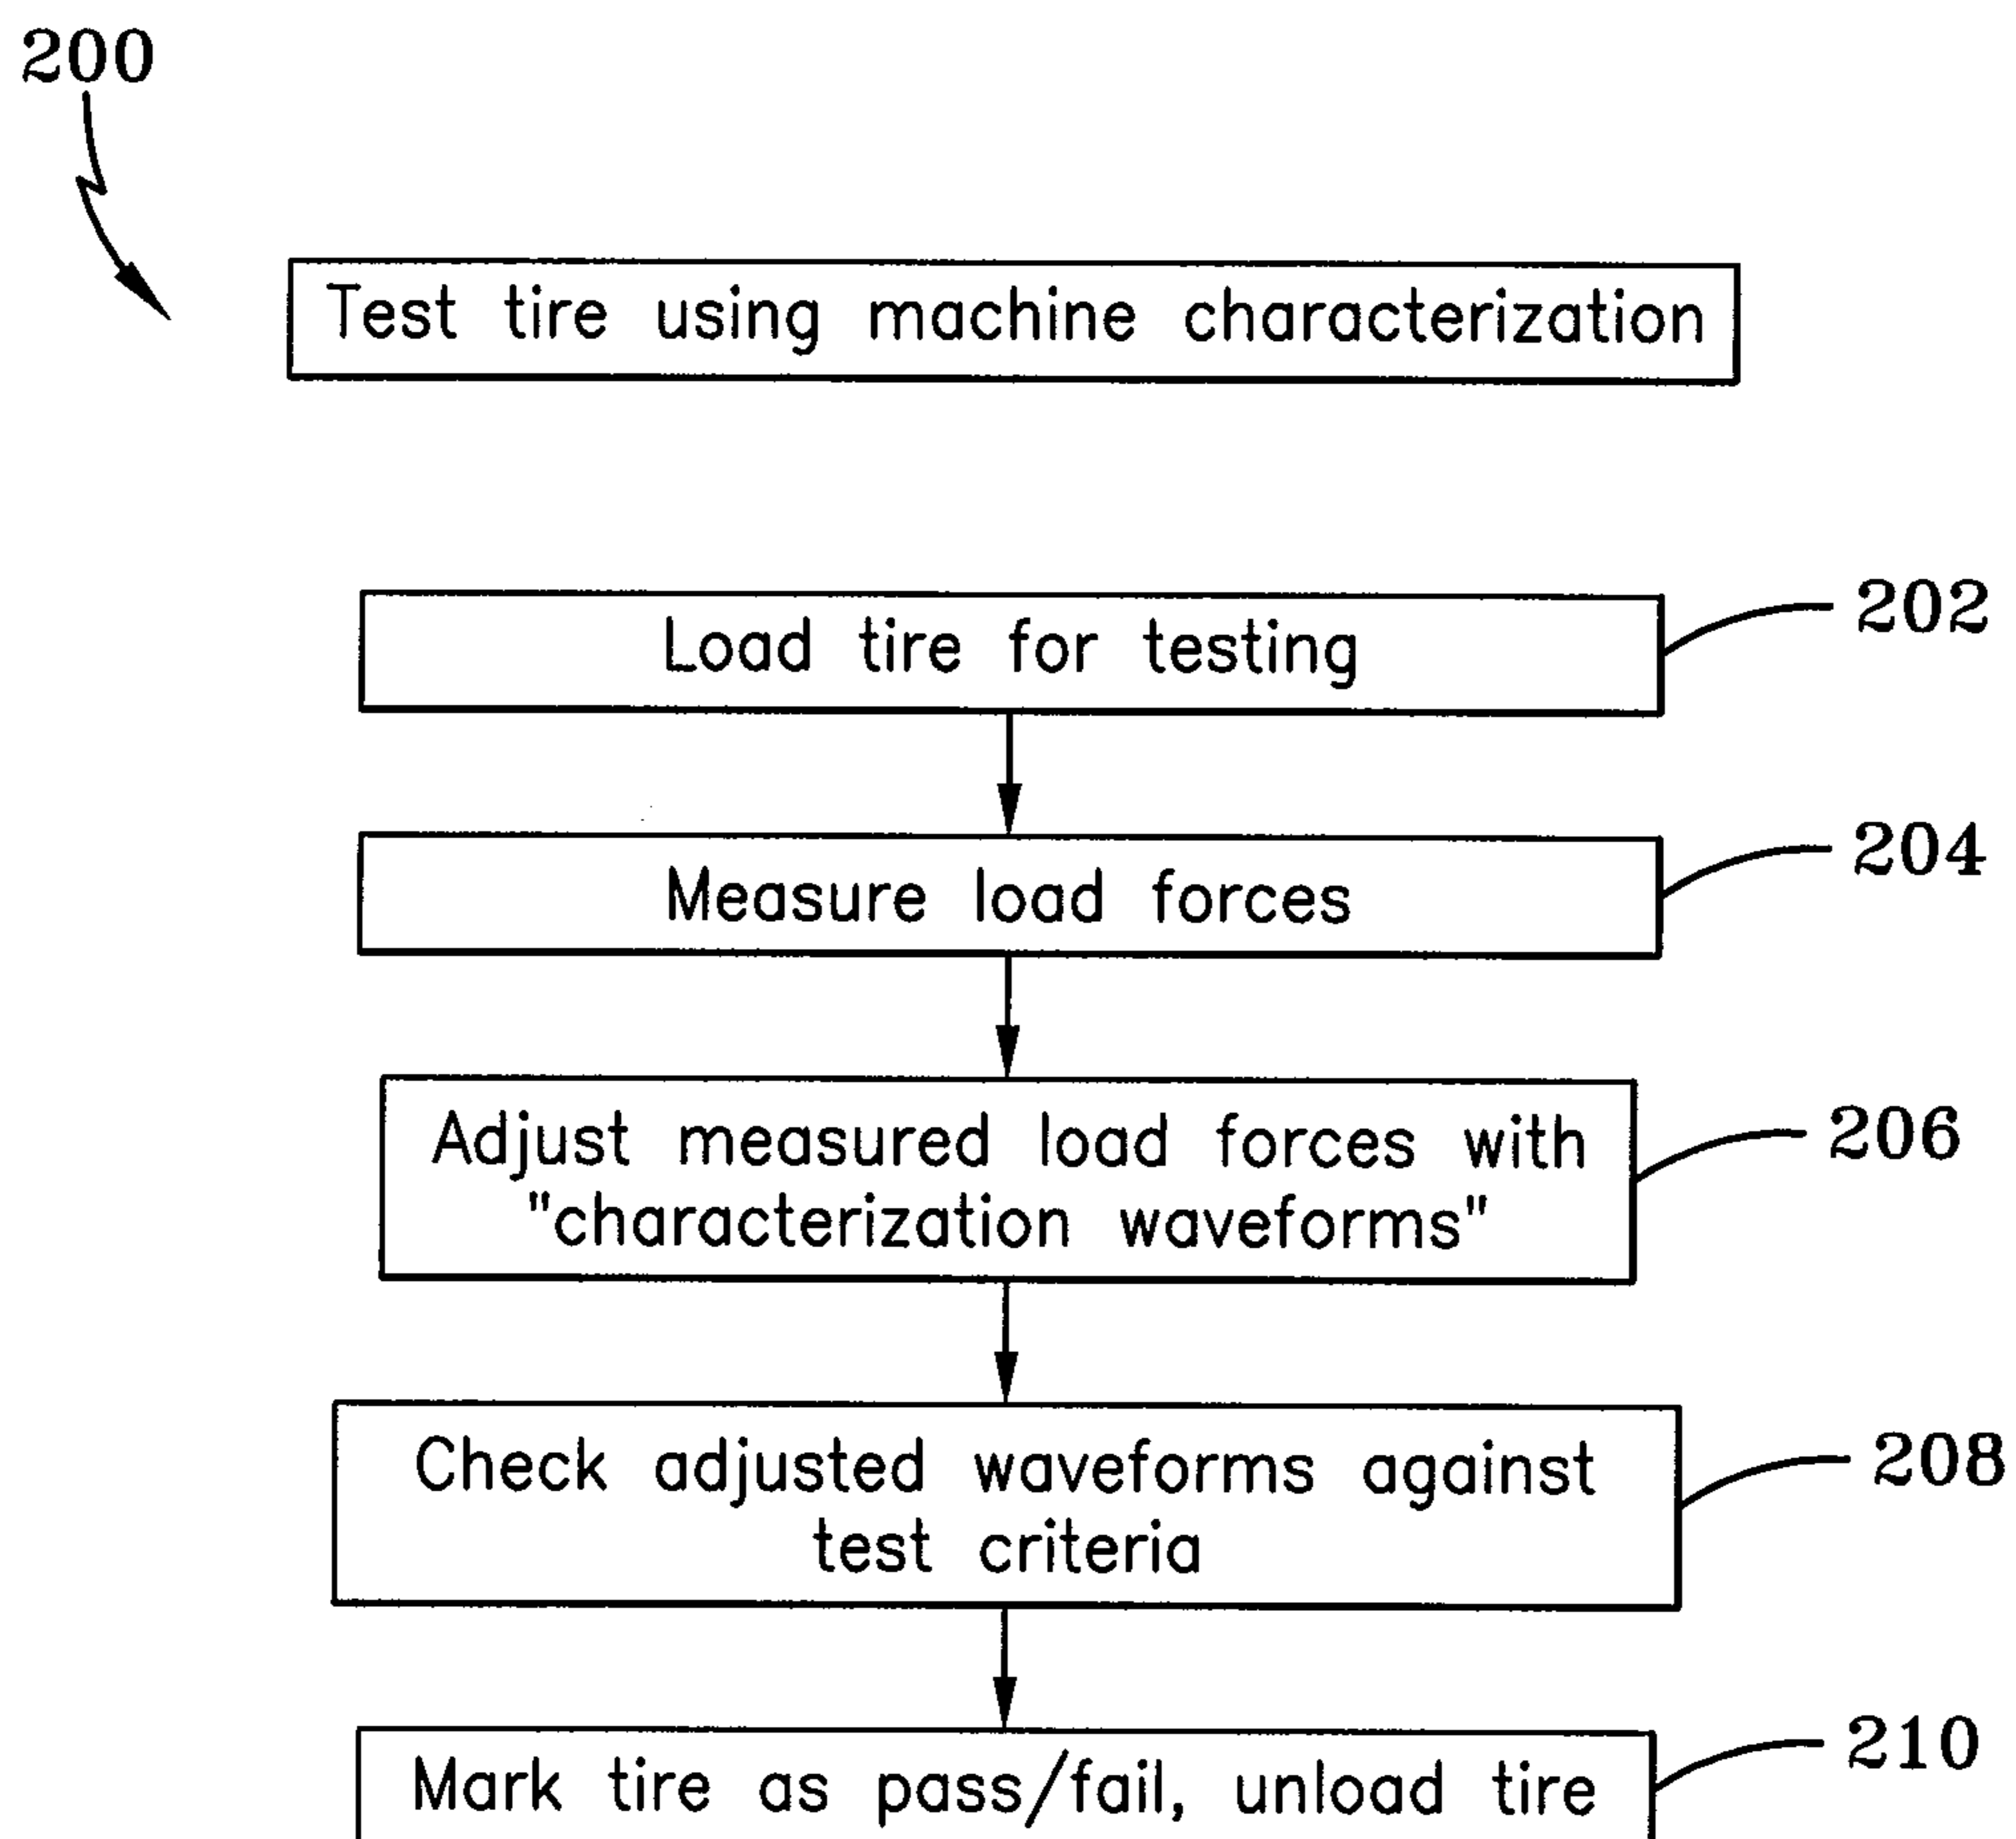 200
Test tire using machine characterization
Load tire for testing
202
Measure load forces
204
Adjust measured load forces with
"characterization waveforms"
206
Check adjusted waveforms against
test criteria
208
Mark tire as pass/fail, unload tire
210